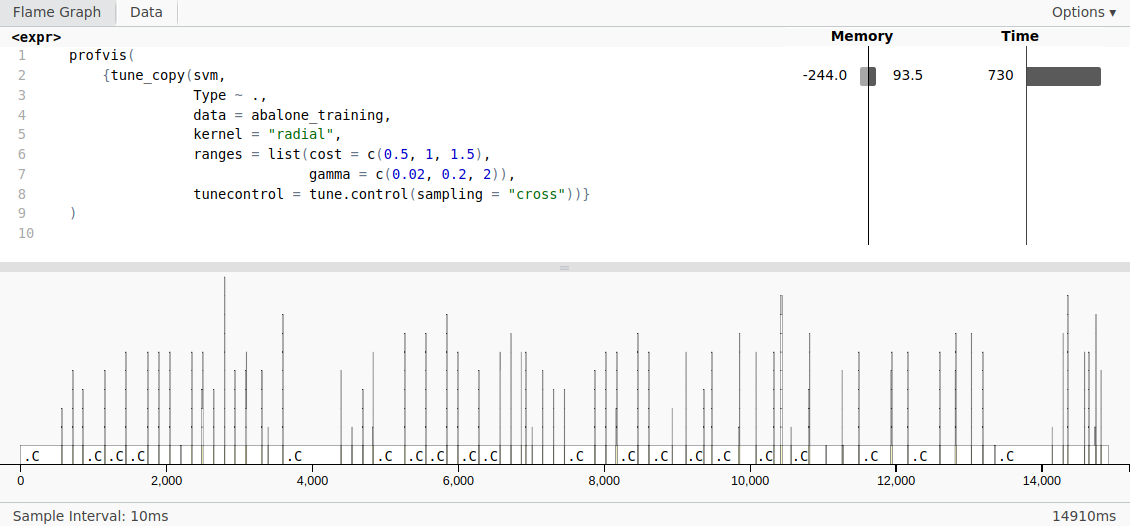 Flame Graph Data Options ▾
<expr> Memory Time
1 profvis(
2 {tune_copy(svm, -244.0 93.5 730
3 Type ~ .,
4 data = abalone_training,
5 kernel = "radial",
6 ranges = list(cost = c(0.5, 1, 1.5),
7 gamma = c(0.02, 0.2, 2)),
8 tunecontrol = tune.control(sampling = "cross"))}
9 )
10
.C .C .C .C .C .C .C .C .C .C .C .C .C .C .C .C .C .C .C .C
0 2,000 4,000 6,000 8,000 10,000 12,000 14,000
Sample Interval: 10ms 14910ms